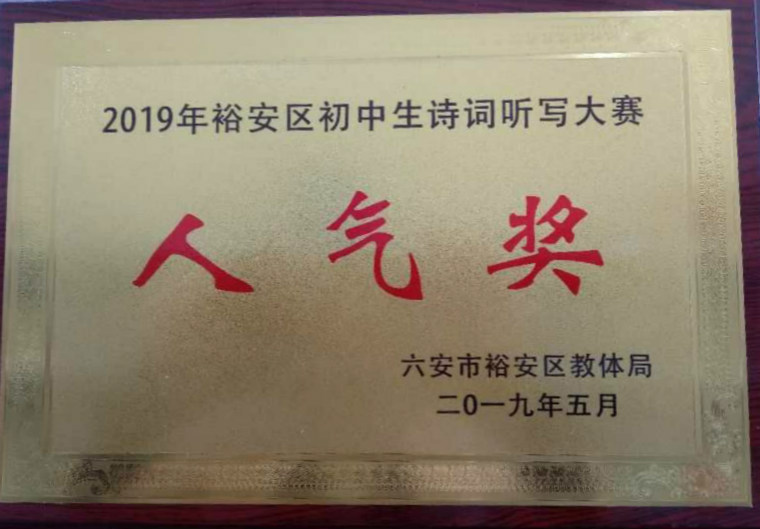 2019年裕安区初中生诗词听写大赛
人气奖
六安市裕安区教体局
二0一九年五月